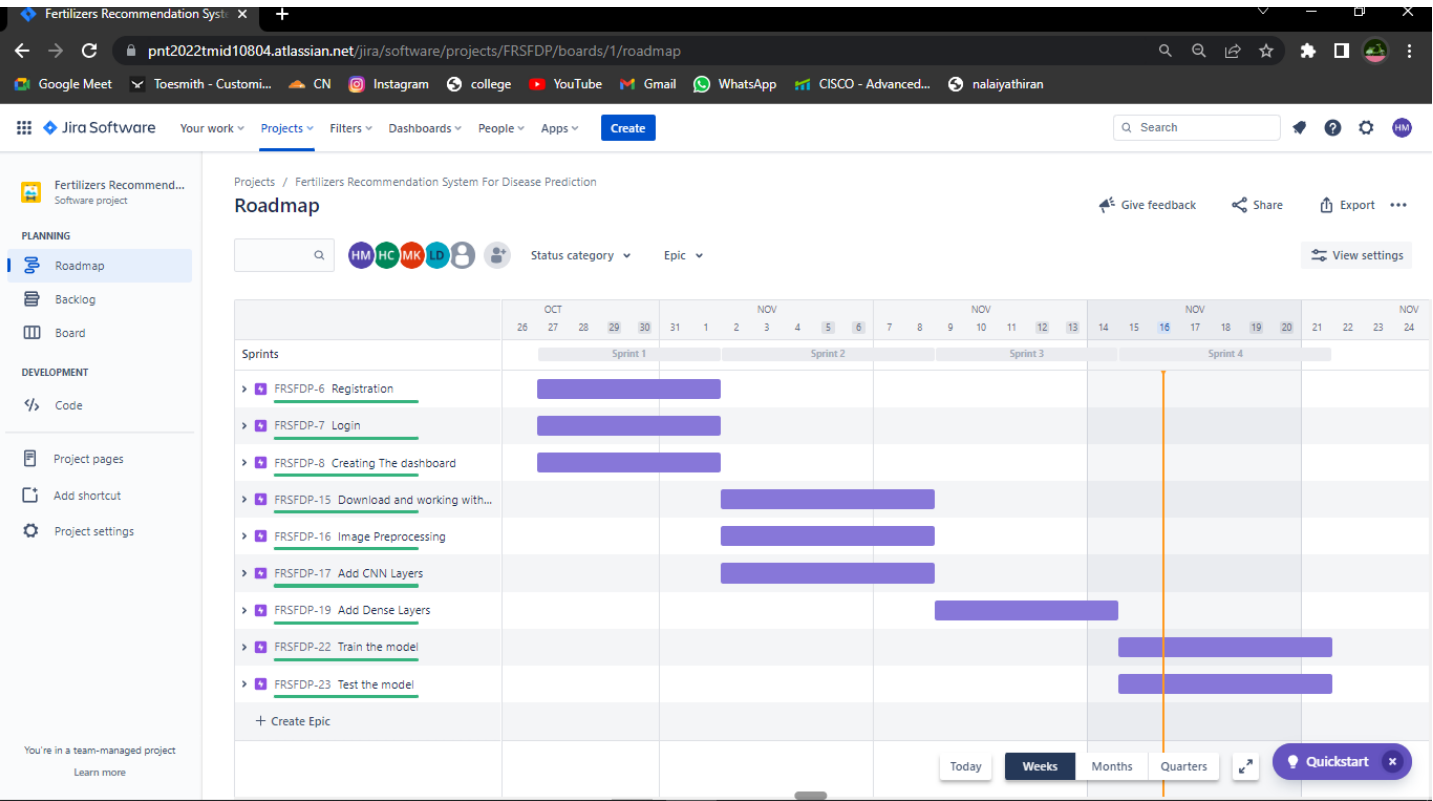 Fertilizers Recommendation Syst
pnt2022tmid10804.atlassian.net/jira/software/projects/FRSFDP/boards/1/roadmap
Google Meet Toesmith - Customi... CN Instagram college YouTube Gmail WhatsApp CISCO - Advanced... nalaiyathiran
Jira Software Your work Projects Filters Dashboards People Apps Create Search HM
Fertilizers Recommend...
Software project
PLANNING
Roadmap
Backlog
Board
DEVELOPMENT
Code
Project pages
Add shortcut
Project settings
You're in a team-managed project
Learn more
Projects / Fertilizers Recommendation System For Disease Prediction
Roadmap
Give feedback Share Export
HM HC MK LD Status category Epic View settings
OCT NOV NOV NOV NOV
26 27 28 29 30 31 1 2 3 4 5 6 7 8 9 10 11 12 13 14 15 16 17 18 19 20 21 22 23 24
Sprints Sprint 1 Sprint 2 Sprint 3 Sprint 4
FRSFDP-6 Registration
FRSFDP-7 Login
FRSFDP-8 Creating The dashboard
FRSFDP-15 Download and working with...
FRSFDP-16 Image Preprocessing
FRSFDP-17 Add CNN Layers
FRSFDP-19 Add Dense Layers
FRSFDP-22 Train the model
FRSFDP-23 Test the model
+ Create Epic
Today Weeks Months Quarters Quickstart